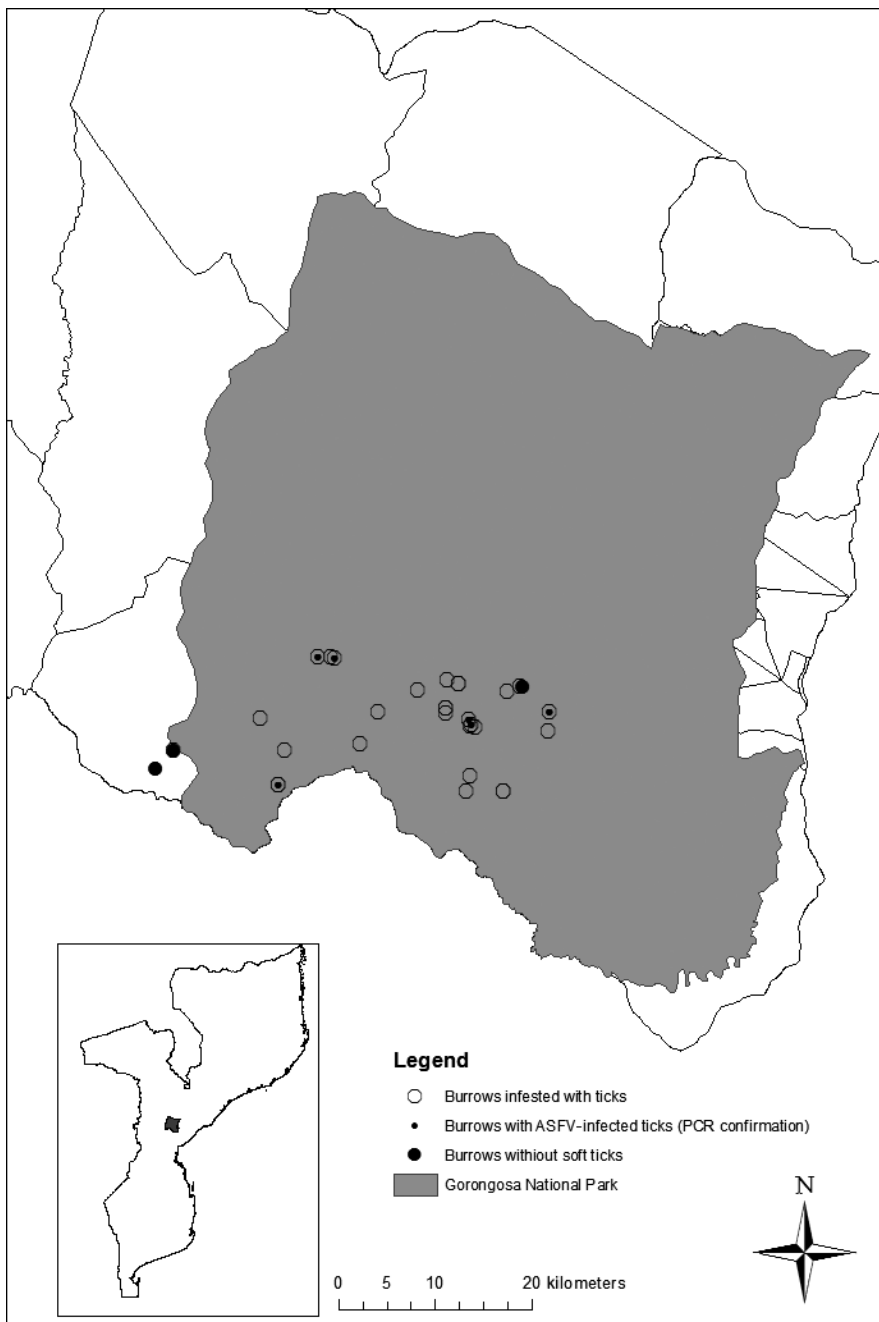 Legend
Burrows infested with ticks
Burrows with ASFV-infected ticks (PCR confirmation)
Burrows without soft ticks
Gorongosa National Park
N
0 5 10 20 kilometers